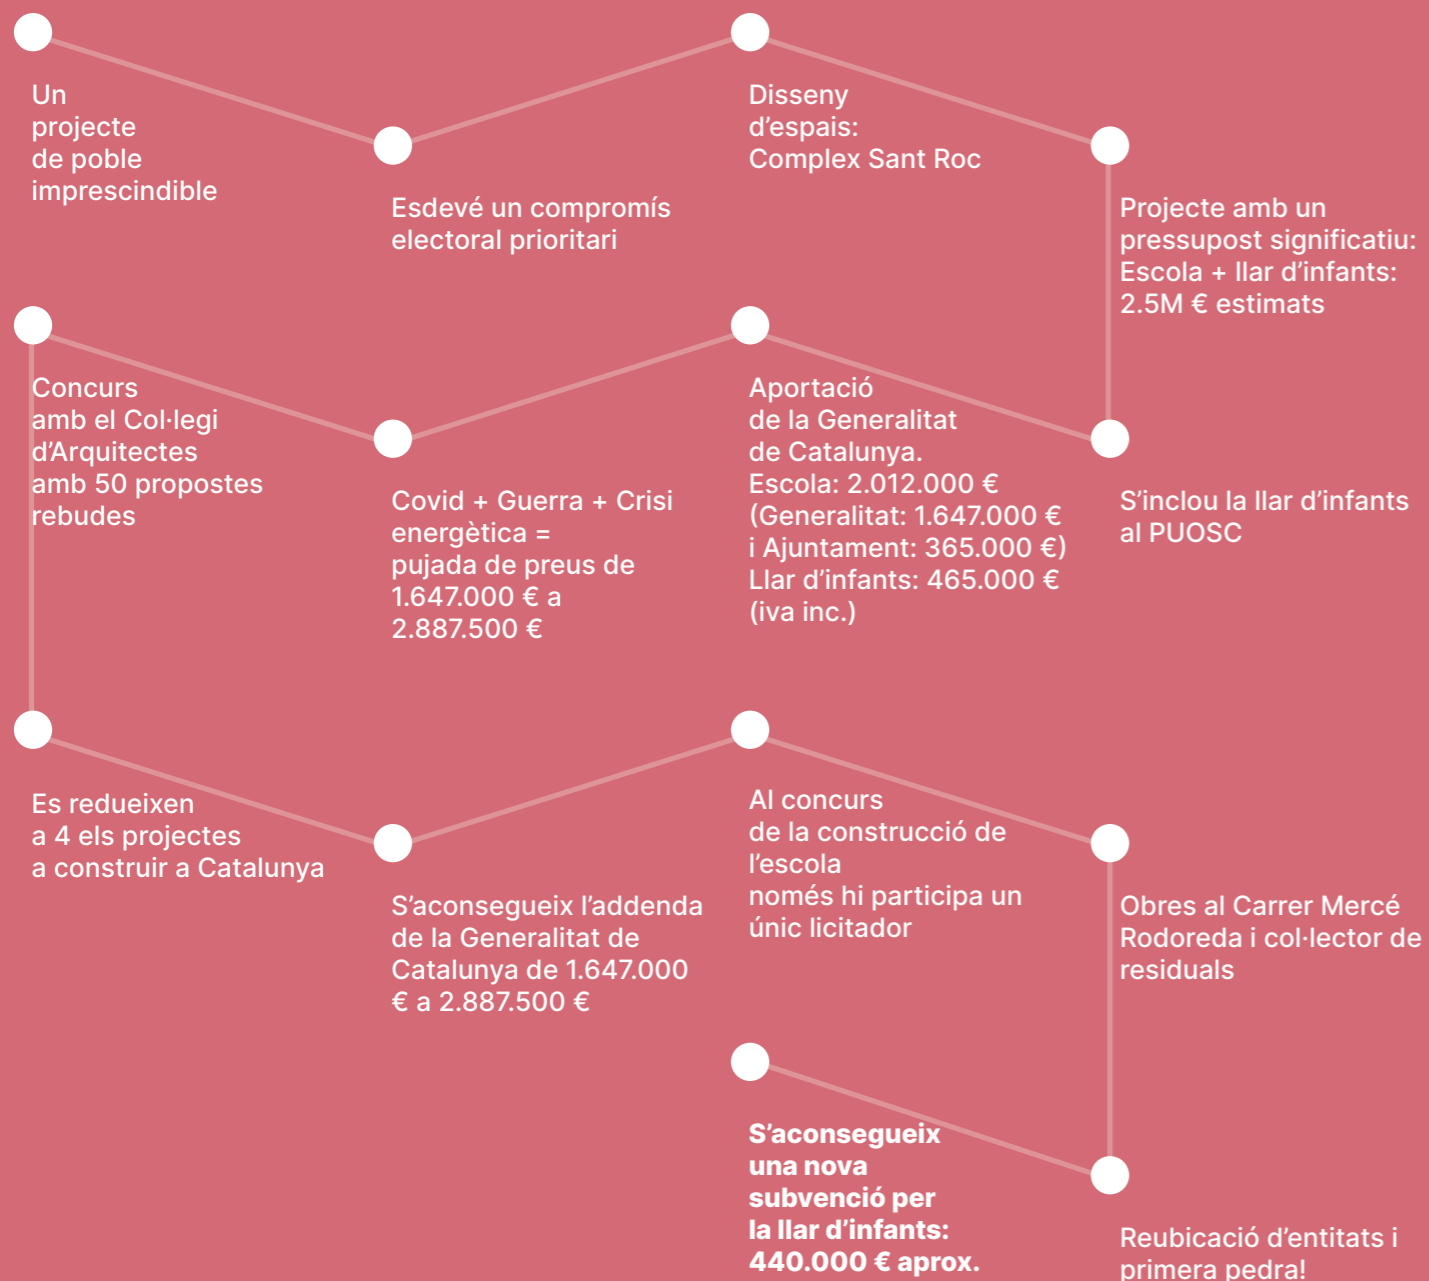 Un
projecte
de poble
imprescindible
Esdevé un compromís
electoral prioritari
Disseny
d’espais:
Complex Sant Roc
Projecte amb un
pressupost significatiu:
Escola + llar d’infants:
2.5M € estimats
S’inclou la llar d’infants
al PUOSC
Aportació
de la Generalitat
de Catalunya.
Escola: 2.012.000 €
(Generalitat: 1.647.000 €
i Ajuntament: 365.000 €)
Llar d’infants: 465.000 €
(iva inc.)
Covid + Guerra + Crisi
energètica =
pujada de preus de
1.647.000 € a
2.887.500 €
Concurs
amb el Col·legi
d’Arquitectes
amb 50 propostes
rebudes
Es redueixen
a 4 els projectes
a construir a Catalunya
S’aconsegueix l’addenda
de la Generalitat de
Catalunya de 1.647.000
€ a 2.887.500 €
Al concurs
de la construcció de
l’escola
només hi participa un
únic licitador
Obres al Carrer Mercé
Rodoreda i col·lector de
residuals
Reubicació d’entitats i
primera pedra!
S’aconsegueix
una nova
subvenció per
la llar d’infants:
440.000 € aprox.